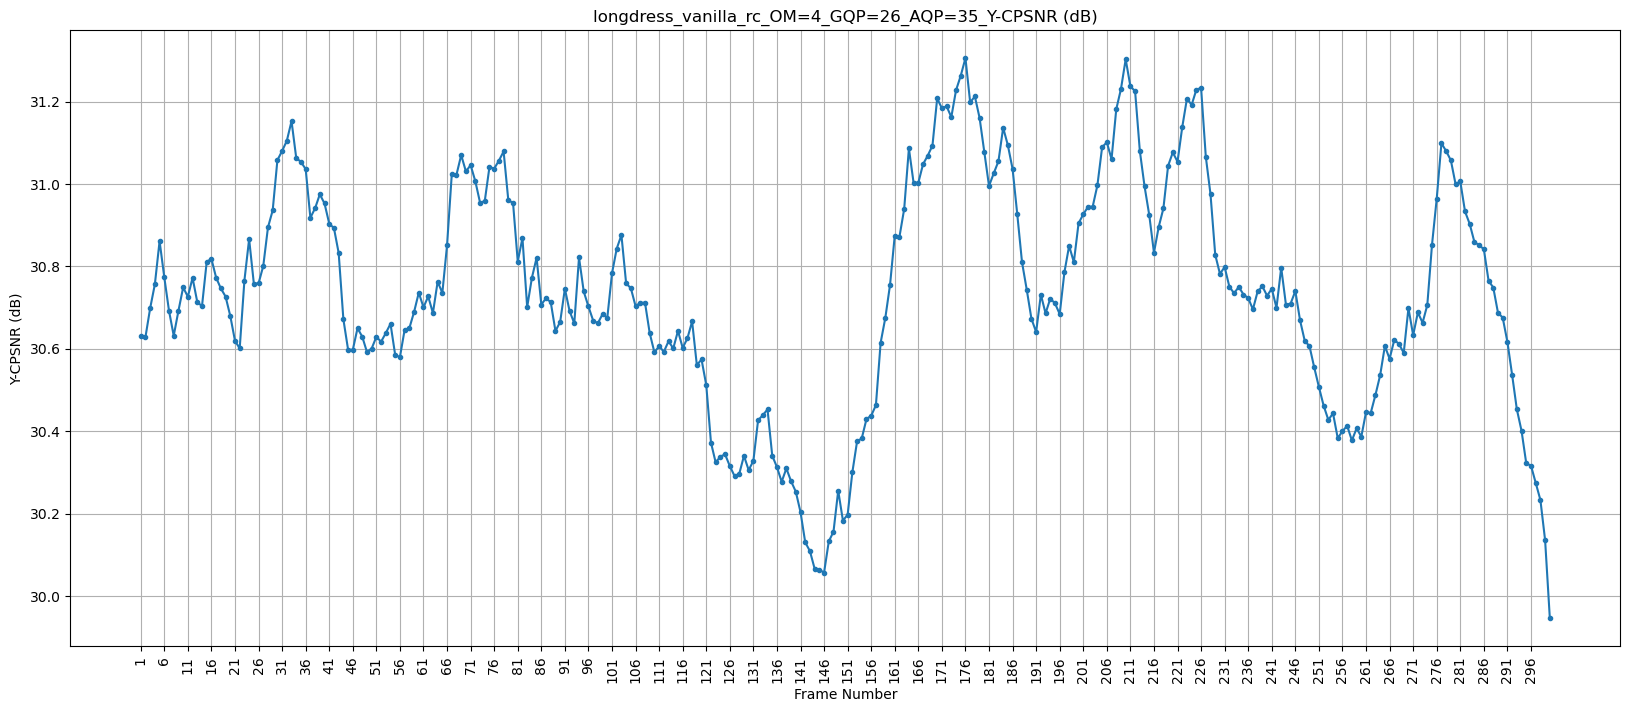 longdress_vanilla_rc_OM=4_GQP=26_AQP=35_Y-CPSNR (dB)
Y-CPSNR (dB)
31.2
31.0
30.8
30.6
30.4
30.2
30.0
1 6 11 16 21 26 31 36 41 46 51 56 61 66 71 76 81 86 91 96 101 106 111 116 121 126 131 136 141 146 151 156 161 166 171 176 181 186 191 196 201 206 211 216 221 226 231 236 241 246 251 256 261 266 271 276 281 286 291 296
Frame Number